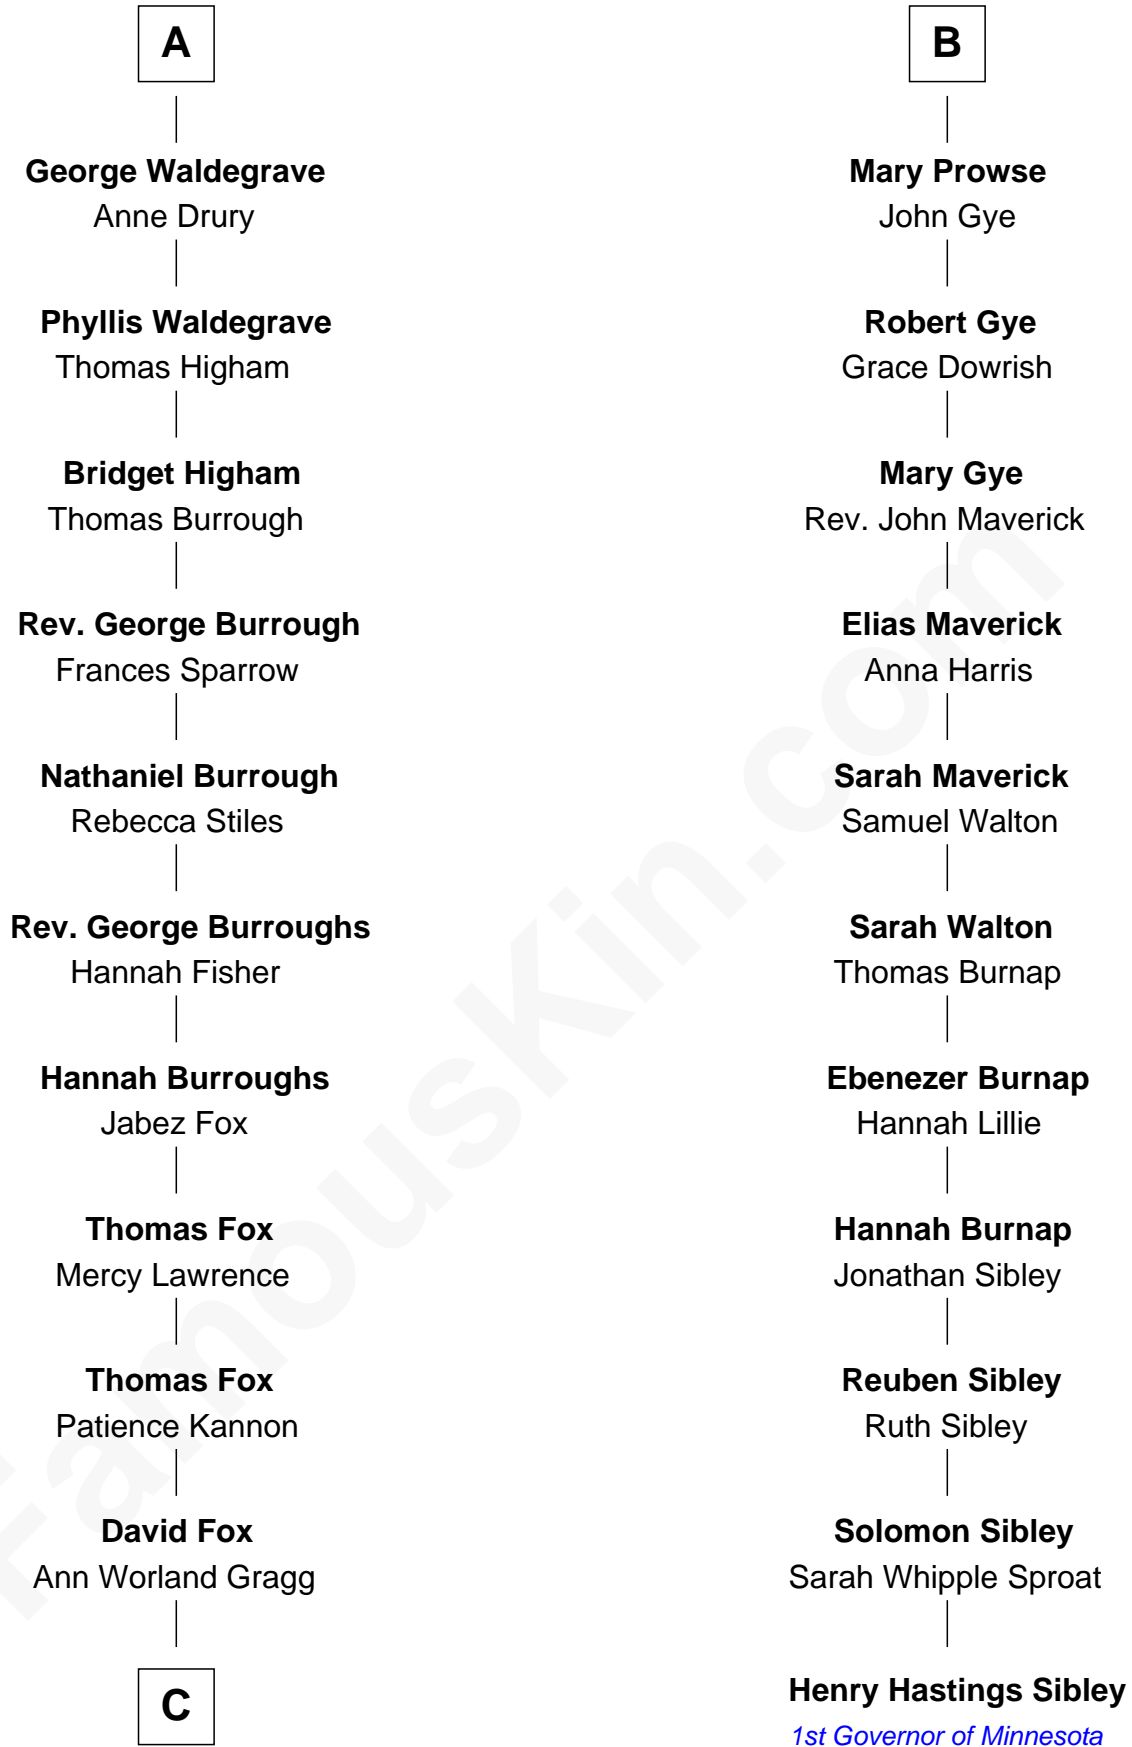 A
George Waldegrave
Anne Drury
Phyllis Waldegrave
Thomas Higham
Bridget Higham
Thomas Burrough
Rev. George Burrough
Frances Sparrow
Nathaniel Burrough
Rebecca Stiles
Rev. George Burroughs
Hannah Fisher
Hannah Burroughs
Jabez Fox
Thomas Fox
Mercy Lawrence
Thomas Fox
Patience Kannon
David Fox
Ann Worland Gragg
C
B
Mary Prowse
John Gye
Robert Gye
Grace Dowrish
Mary Gye
Rev. John Maverick
Elias Maverick
Anna Harris
Sarah Maverick
Samuel Walton
Sarah Walton
Thomas Burnap
Ebenezer Burnap
Hannah Lillie
Hannah Burnap
Jonathan Sibley
Reuben Sibley
Ruth Sibley
Solomon Sibley
Sarah Whipple Sproat
Henry Hastings Sibley
1st Governor of Minnesota
FamousKin.com